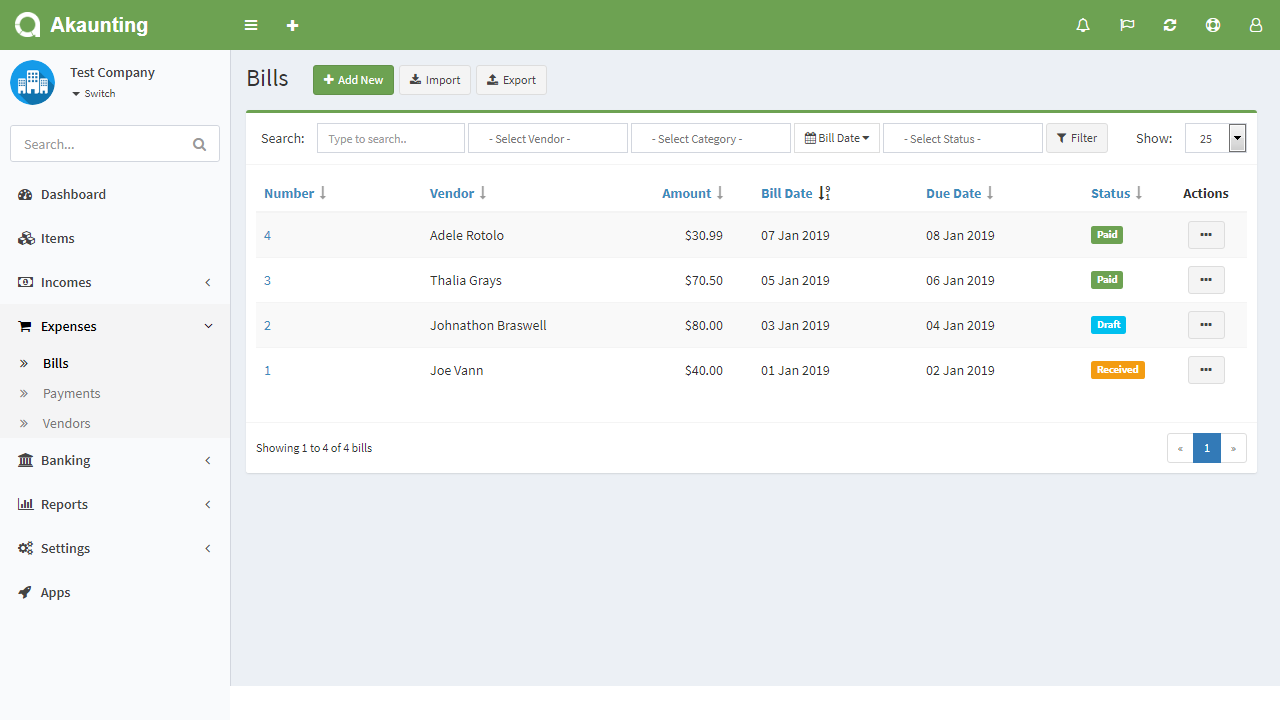 Akaunting
Test Company
Switch
Search...
Dashboard
Items
Incomes
Expenses
Bills
Payments
Vendors
Banking
Reports
Settings
Apps
Bills Add New Import Export
Search: Type to search.. - Select Vendor - - Select Category - Bill Date - Select Status - Filter Show: 25
Number Vendor Amount Bill Date Due Date Status Actions
4 Adele Rotolo $30.99 07 Jan 2019 08 Jan 2019 Paid
3 Thalia Grays $70.50 05 Jan 2019 06 Jan 2019 Paid
2 Johnathon Braswell $80.00 03 Jan 2019 04 Jan 2019 Draft
1 Joe Vann $40.00 01 Jan 2019 02 Jan 2019 Received
Showing 1 to 4 of 4 bills « 1 »